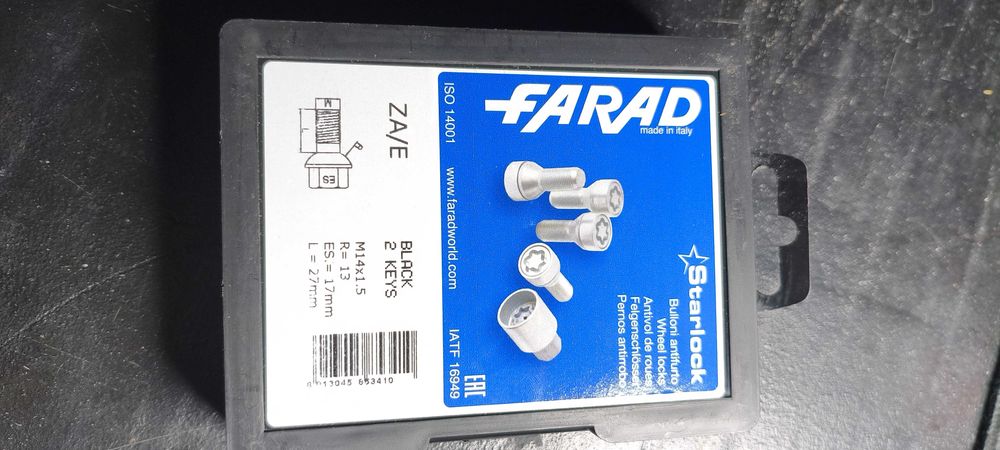 FARAD
made in italy
Starlock
Bulloni antifurto
Wheel locks
Antivol de roues
Felgenschlösser
Pernos antirrobo
ISO 14001 www.faradworld.com IATF 16949
EAC
ZA/E
BLACK
2 KEYS
M14x1.5
R= 13
ES.= 17mm
L = 27mm
M
L
R
ES